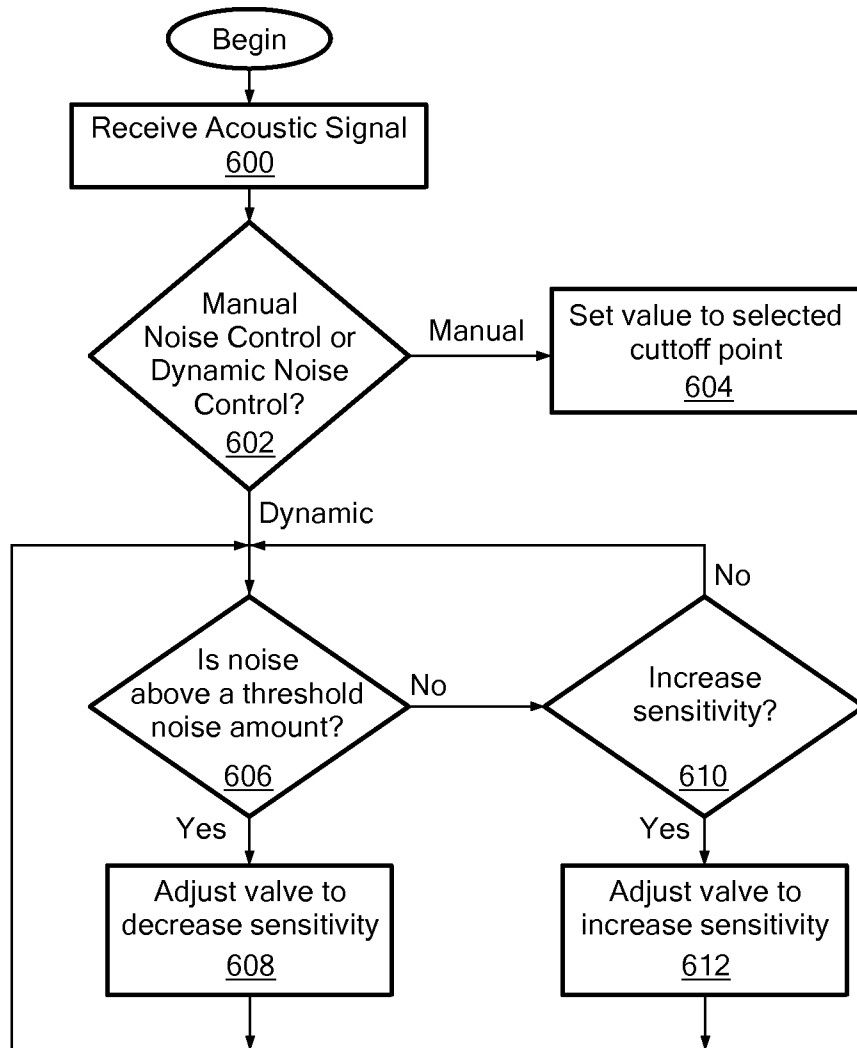 Begin
Receive Acoustic Signal
600
Manual
Noise Control or
Dynamic Noise
Control?
602
Manual
Set value to selected
cuttoff point
604
Dynamic
Is noise
above a threshold
noise amount?
606
No
Increase
sensitivity?
610
No
Yes
Adjust valve to
decrease sensitivity
608
Yes
Adjust valve to
increase sensitivity
612